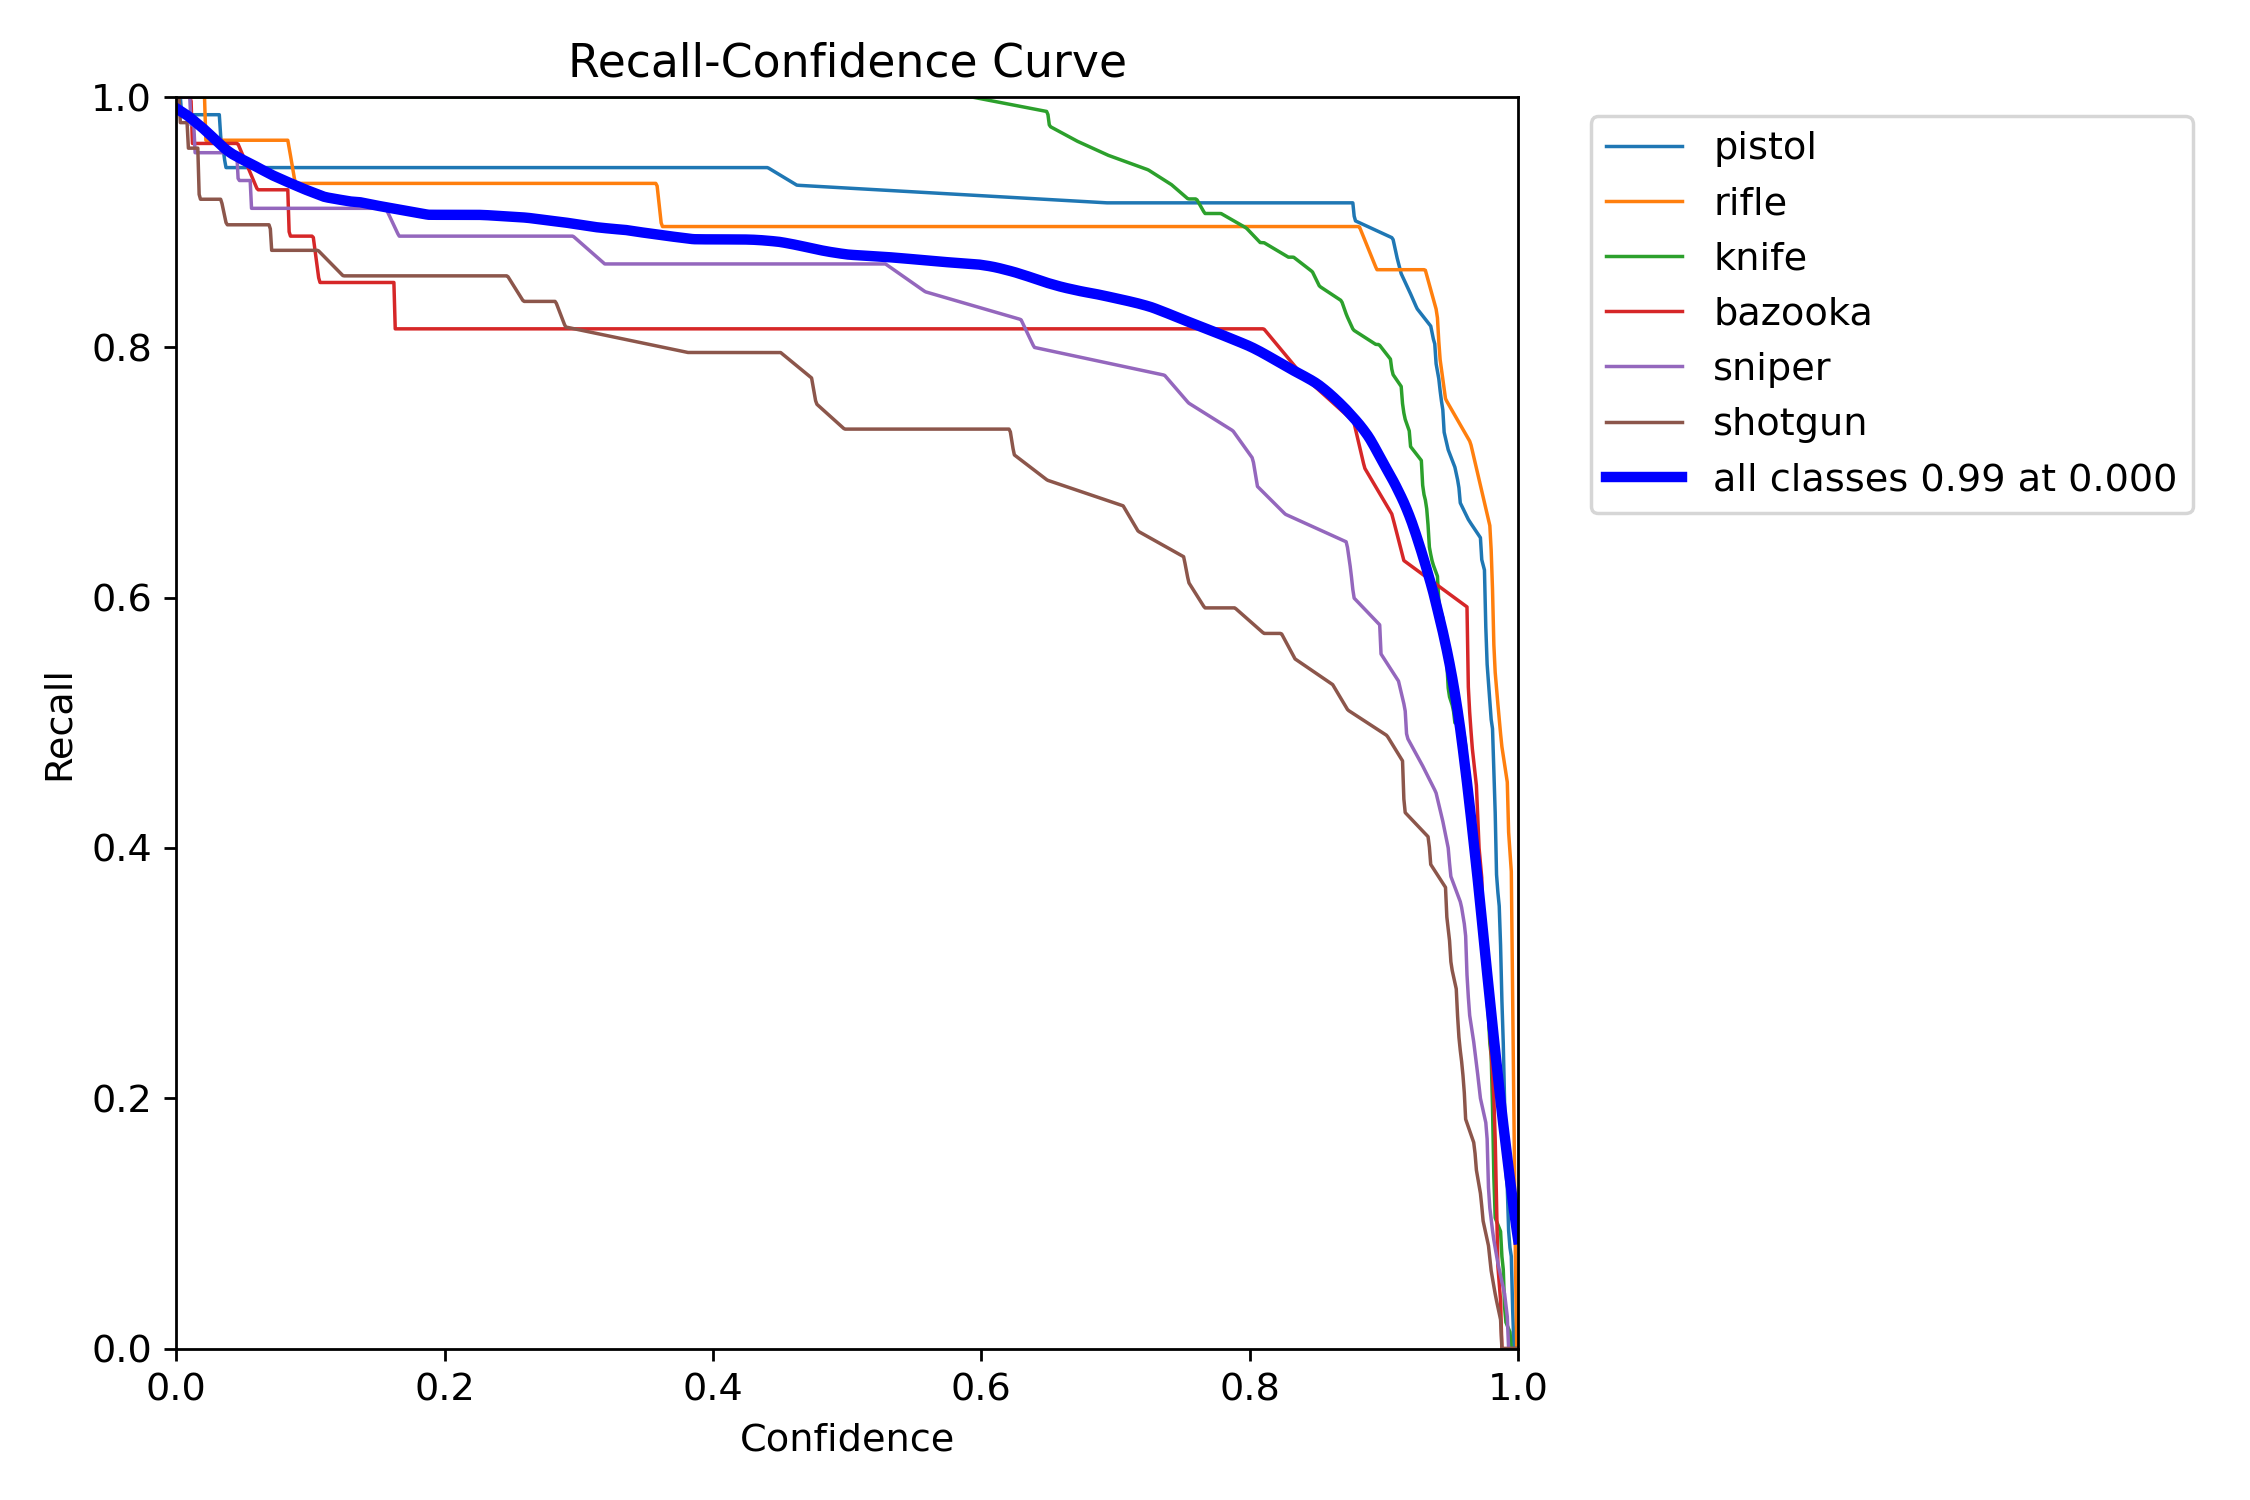 Recall-Confidence Curve
1.0
0.8
0.6
0.4
0.2
0.0
Recall
0.0 0.2 0.4 0.6 0.8 1.0
Confidence
pistol
rifle
knife
bazooka
sniper
shotgun
all classes 0.99 at 0.000